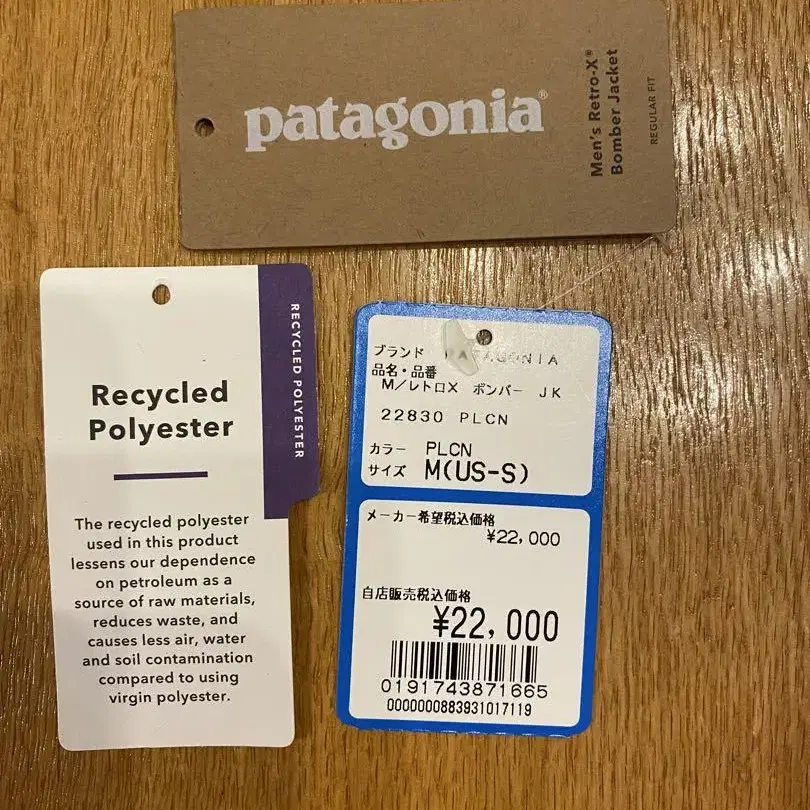 patagonia®
Men's Retro-X®
Bomber Jacket
REGULAR FIT
RECYCLED POLYESTER
Recycled
Polyester
The recycled polyester
used in this product
lessens our dependence
on petroleum as a
source of raw materials,
reduces waste, and
causes less air, water
and soil contamination
compared to using
virgin polyester.
ブランド PATAGONIA
品名・品番
M/レトロX ボンバー JK
22830 PLCN
カラー PLCN
サイズ M(US-S)
メーカー希望税込価格
¥22,000
自店販売税込価格
¥22,000
0191743871665
0000000883931017119